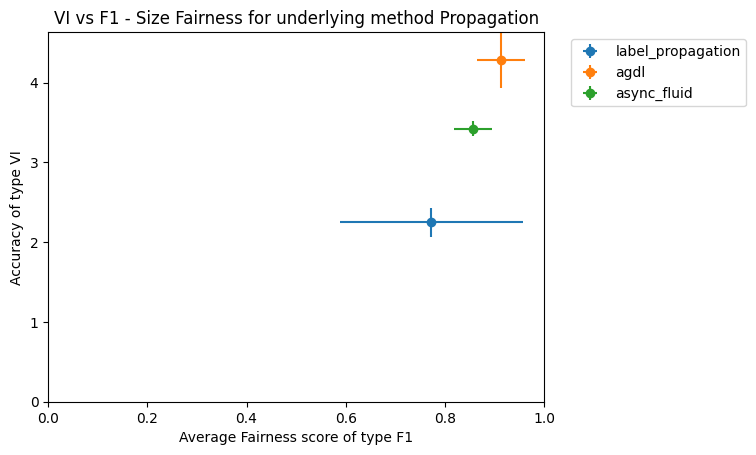 VI vs F1 - Size Fairness for underlying method Propagation
label_propagation
agdl
async_fluid
Accuracy of type VI
4
3
2
1
0
0.0 0.2 0.4 0.6 0.8 1.0
Average Fairness score of type F1